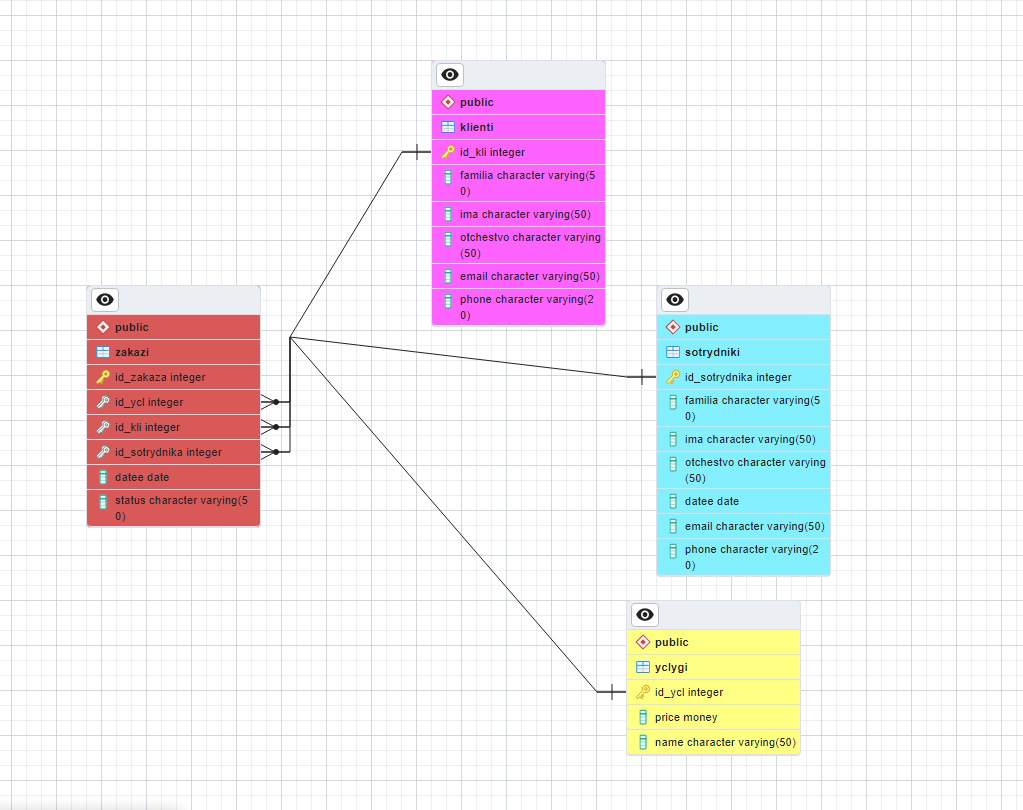 public
klienti
id_kli integer
familia character varying(5
0)
ima character varying(50)
otchestvo character varying
(50)
email character varying(50)
phone character varying(2
0)
public
zakazi
id_zakaza integer
id_ycl integer
id_kli integer
id_sotrydnika integer
datee date
status character varying(5
0)
public
sotrydniki
id_sotrydnika integer
familia character varying(5
0)
ima character varying(50)
otchestvo character varying
(50)
datee date
email character varying(50)
phone character varying(2
0)
public
yclygi
id_ycl integer
price money
name character varying(50)